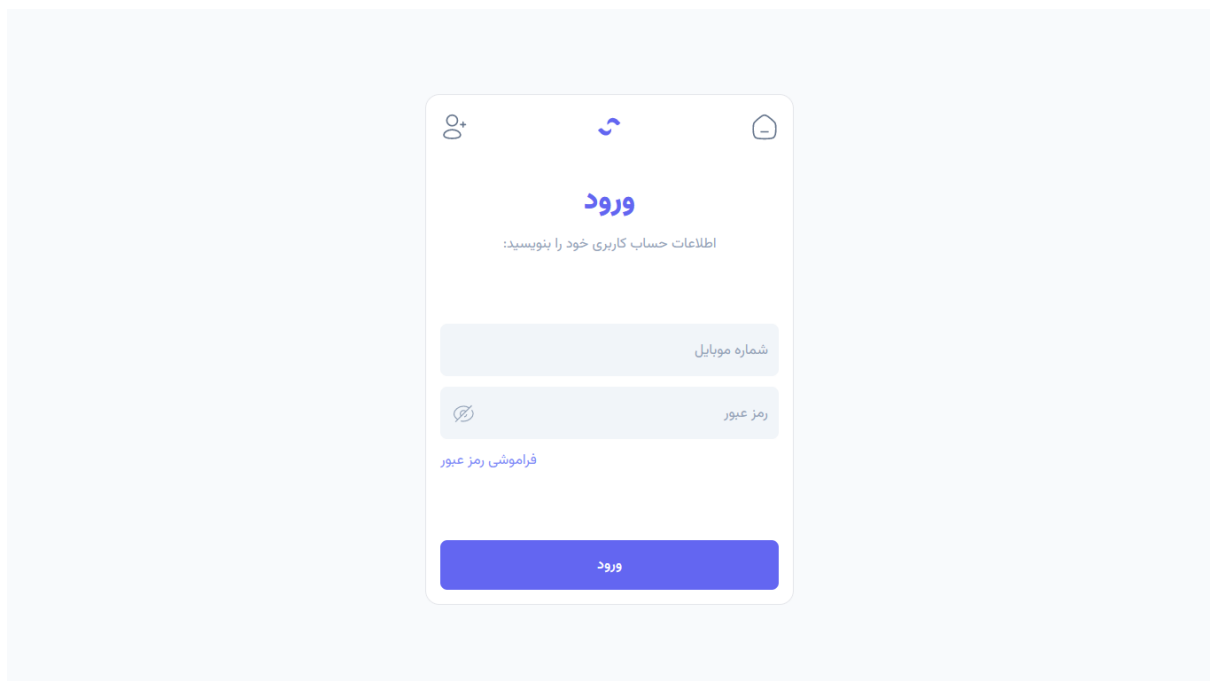 ورود
اطلاعات حساب کاربری خود را بنویسید:
شماره موبایل
رمز عبور
فراموشی رمز عبور
ورود